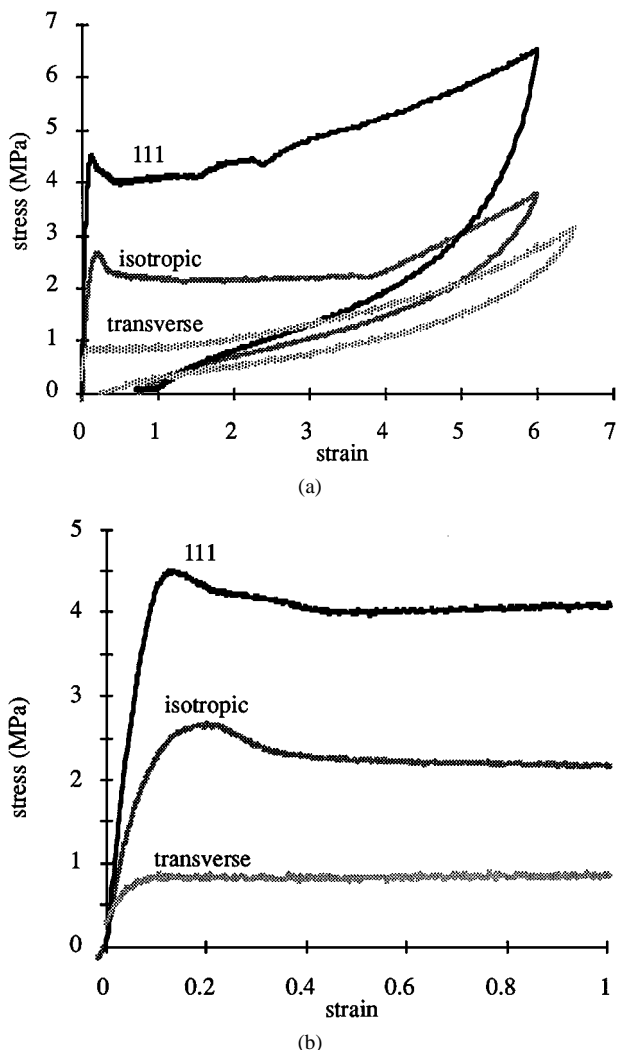 7
6
5
4
3
2
1
0
stress (MPa)
111
isotropic
transverse
0 1 2 3 4 5 6 7
strain
(a)
5
4
3
2
1
0
stress (MPa)
111
isotropic
transverse
0 0.2 0.4 0.6 0.8 1
strain
(b)